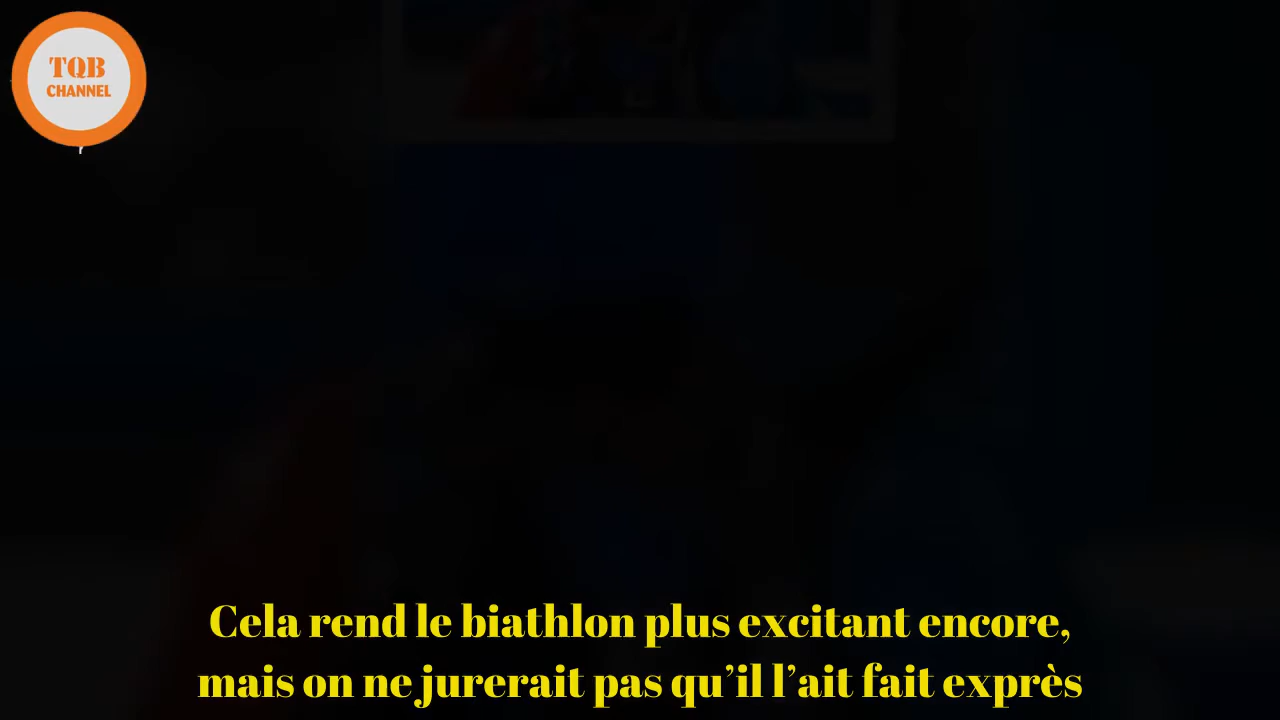 TQB
CHANNEL
Cela rend le biathlon plus excitant encore,
mais on ne jurerait pas qu’il l’ait fait exprès